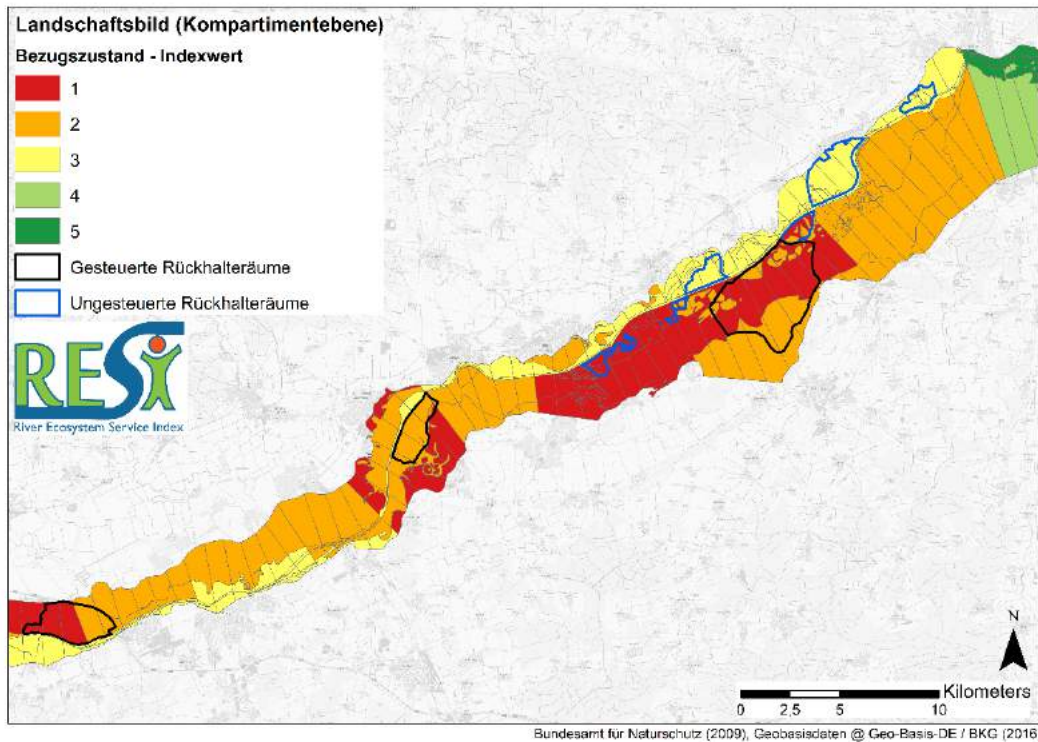 Landschaftsbild (Kompartimentebene)
Bezugszustand - Indexwert
1
2
3
4
5
Gesteuerte Rückhalteräume
Ungesteuerte Rückhalteräume
RESI
River Ecosystem Service Index
N
Kilometers
0 2,5 5 10
Bundesamt für Naturschutz (2009), Geobasisdaten @ Geo-Basis-DE / BKG (2016